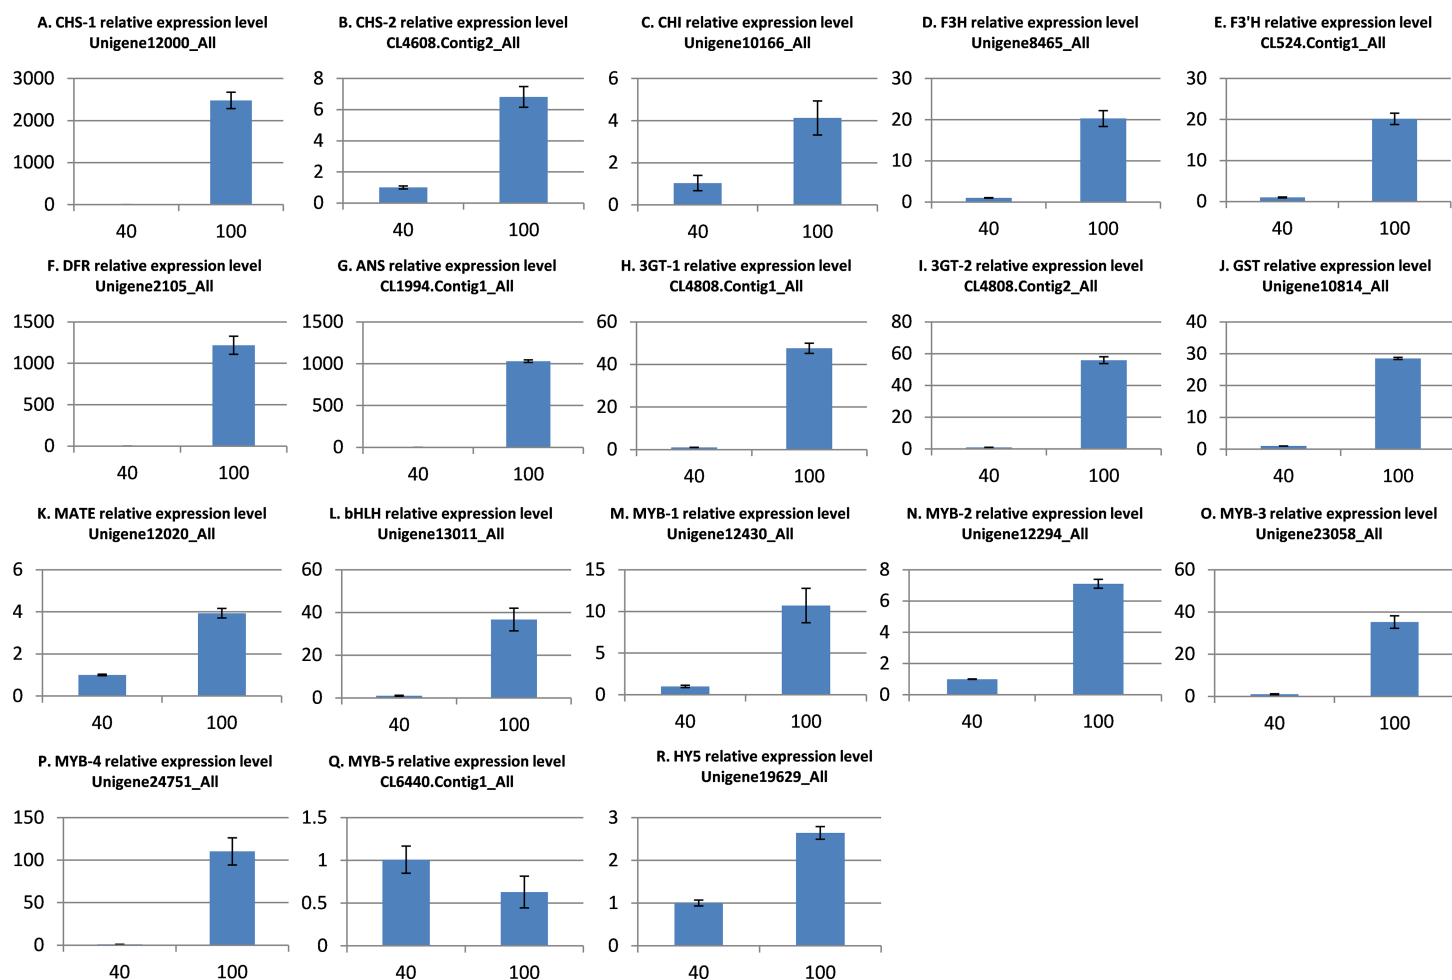 A. CHS-1 relative expression level
Unigene12000_All
3000
2000
1000
0
40 100
B. CHS-2 relative expression level
CL4608.Contig2_All
8
6
4
2
0
40 100
C. CHI relative expression level
Unigene10166_All
6
4
2
0
40 100
D. F3H relative expression level
Unigene8465_All
30
20
10
0
40 100
E. F3'H relative expression level
CL524.Contig1_All
30
20
10
0
40 100
F. DFR relative expression level
Unigene2105_All
1500
1000
500
0
40 100
G. ANS relative expression level
CL1994.Contig1_All
1500
1000
500
0
40 100
H. 3GT-1 relative expression level
CL4808.Contig1_All
60
40
20
0
40 100
I. 3GT-2 relative expression level
CL4808.Contig2_All
80
60
40
20
0
40 100
J. GST relative expression level
Unigene10814_All
40
30
20
10
0
40 100
K. MATE relative expression level
Unigene12020_All
6
4
2
0
40 100
L. bHLH relative expression level
Unigene13011_All
60
40
20
0
40 100
M. MYB-1 relative expression level
Unigene12430_All
15
10
5
0
40 100
N. MYB-2 relative expression level
Unigene12294_All
8
6
4
2
0
40 100
O. MYB-3 relative expression level
Unigene23058_All
60
40
20
0
40 100
P. MYB-4 relative expression level
Unigene24751_All
150
100
50
0
40 100
Q. MYB-5 relative expression level
CL6440.Contig1_All
1.5
1
0.5
0
40 100
R. HY5 relative expression level
Unigene19629_All
3
2
1
0
40 100